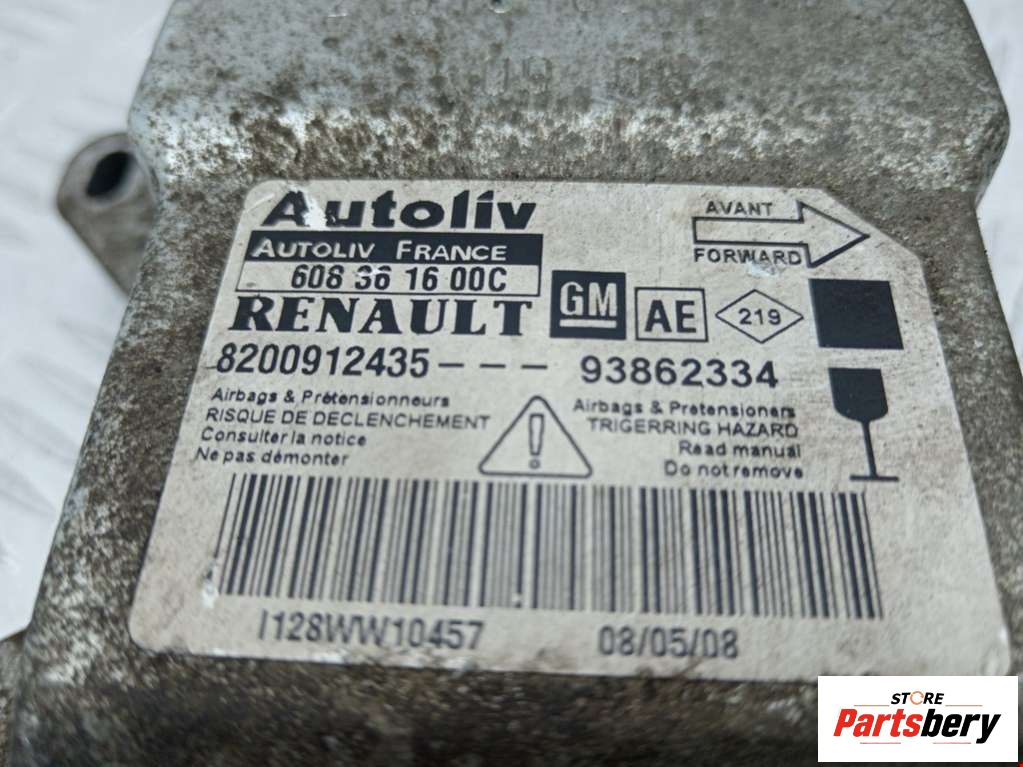 Autoliv
AUTOLIV FRANCE
608 36 16 00C
RENAULT
GM
AE
219
AVANT
FORWARD
8200912435--- 93862334
Airbags & Prétensionneurs
RISQUE DE DECLENCHEMENT
Consulter la notice
Ne pas démonter
Airbags & Pretensioners
TRIGERRING HAZARD
Read manual
Do not remove
I128WW10457 08/05/08
STORE
Partsbery